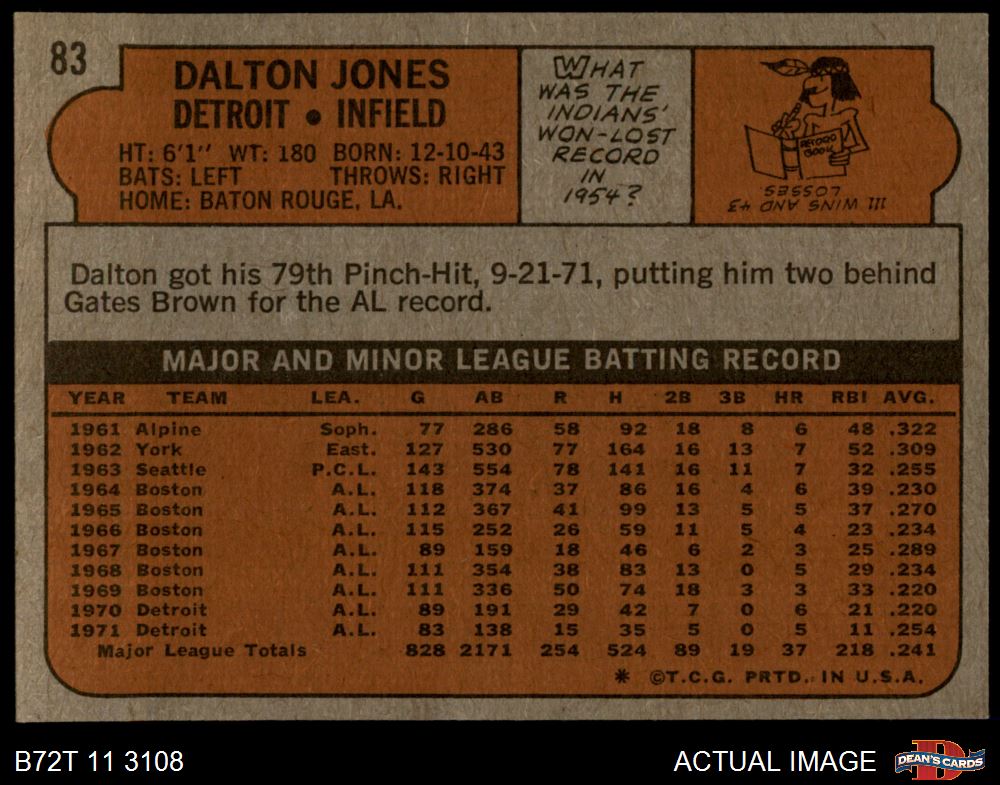 83
DALTON JONES
DETROIT • INFIELD
HT: 6'1" WT: 180 BORN: 12-10-43
BATS: LEFT THROWS: RIGHT
HOME: BATON ROUGE, LA.
WHAT
WAS THE
INDIANS'
WON-LOST
RECORD
IN
1954?
RECORD
BOOK
111 WINS AND 43
LOSSES.
Dalton got his 79th Pinch-Hit, 9-21-71, putting him two behind
Gates Brown for the AL record.
MAJOR AND MINOR LEAGUE BATTING RECORD
YEAR TEAM LEA. G AB R H 2B 3B HR RBI AVG.
1961 Alpine Soph. 77 286 58 92 18 8 6 48 .322
1962 York East. 127 530 77 164 16 13 7 52 .309
1963 Seattle P.C.L. 143 554 78 141 16 11 7 32 .255
1964 Boston A.L. 118 374 37 86 16 4 6 39 .230
1965 Boston A.L. 112 367 41 99 13 5 5 37 .270
1966 Boston A.L. 115 252 26 59 11 5 4 23 .234
1967 Boston A.L. 89 159 18 46 6 2 3 25 .289
1968 Boston A.L. 111 354 38 83 13 0 5 29 .234
1969 Boston A.L. 111 336 50 74 18 3 3 33 .220
1970 Detroit A.L. 89 191 29 42 7 0 6 21 .220
1971 Detroit A.L. 83 138 15 35 5 0 5 11 .254
Major League Totals 828 2171 254 524 89 19 37 218 .241
* ©T.C.G. PRTD. IN U.S.A.
B72T 11 3108
ACTUAL IMAGE
D
DEAN'S CARDS